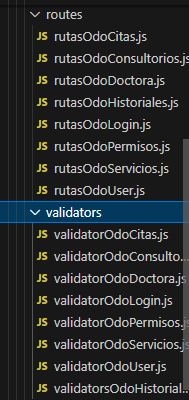 routes
JS rutasOdoCitas.js
JS rutasOdoConsultorios.js
JS rutasOdoDoctora.js
JS rutasOdoHistoriales.js
JS rutasOdoLogin.js
JS rutasOdoPermisos.js
JS rutasOdoServicios.js
JS rutasOdoUser.js
validators
JS validatorOdoCitas.js
JS validatorOdoConsulto...
JS validatorOdoDoctora.js
JS validatorOdoLogin.js
JS validatorOdoPermisos.js
JS validatorOdoServicios.js
JS validatorOdoUser.js
JS validatorsOdoHistorial...